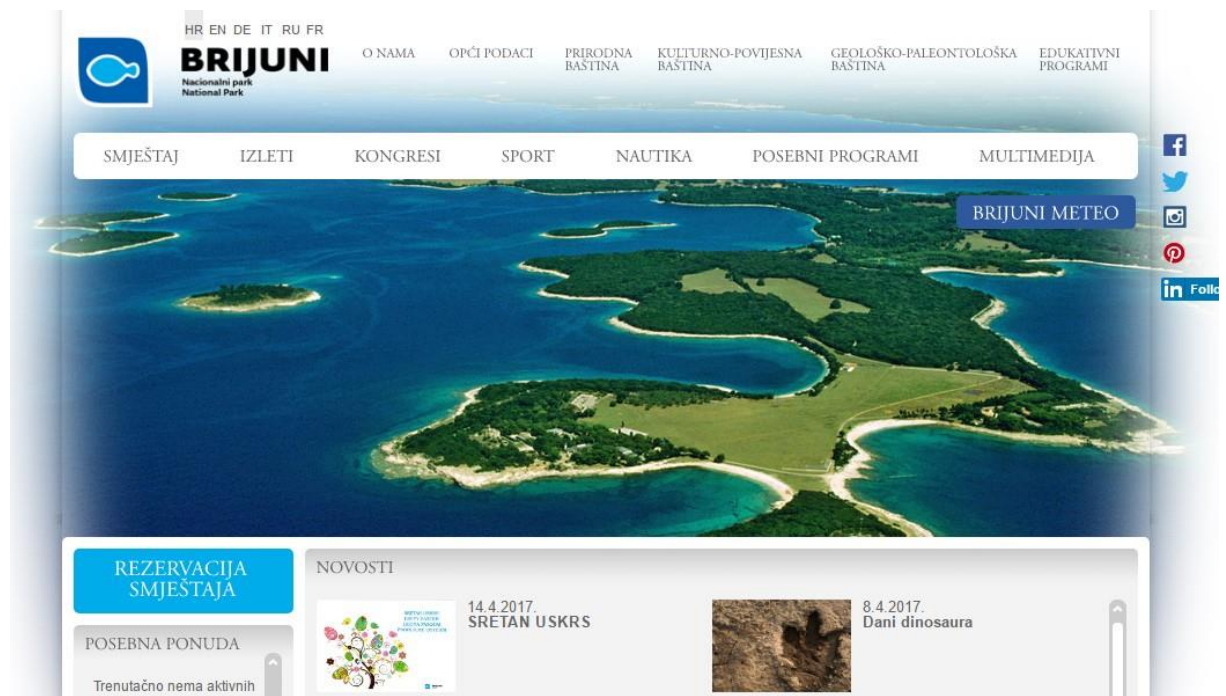 HR EN DE IT RU FR
BRIJUNI
Nacionalni park
National Park
O NAMA
OPĆI PODACI
PRIRODNA
BAŠTINA
KULTURNO-POVIJESNA
BAŠTINA
GEOLOŠKO-PALEONTOLOŠKA
BAŠTINA
EDUKATIVNI
PROGRAMI
SMJEŠTAJ
IZLETI
KONGRESI
SPORT
NAUTIKA
POSEBNI PROGRAMI
MULTIMEDIJA
BRIJUNI METEO
in Follo
REZERVACIJA
SMJEŠTAJA
POSEBNA PONUDA
Trenutačno nema aktivnih
NOVOSTI
14.4.2017.
SRETAN USKRS
8.4.2017.
Dani dinosaura